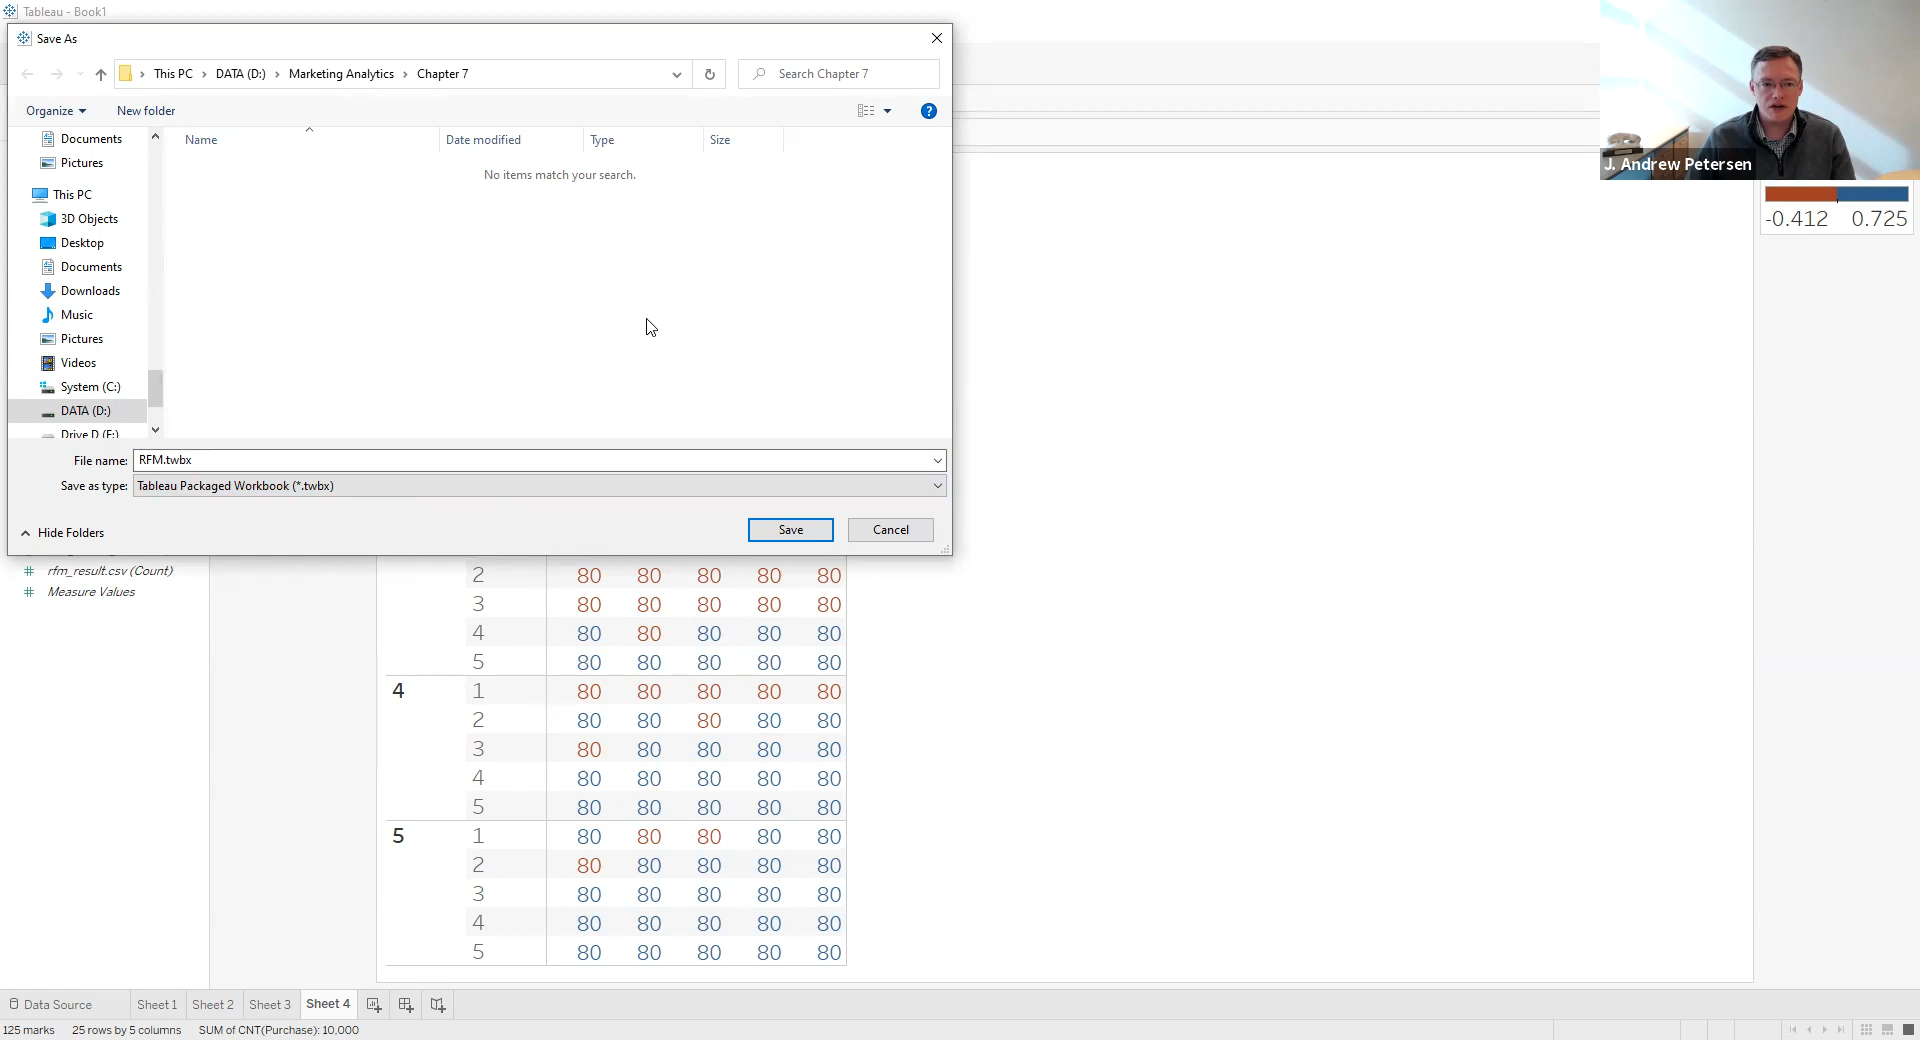 Tableau - Book1
Save As
This PC > DATA (D:) > Marketing Analytics > Chapter 7
Search Chapter 7
Organize
New folder
Name
Date modified
Type
Size
No items match your search.
Documents
Pictures
This PC
3D Objects
Desktop
Documents
Downloads
Music
Pictures
Videos
System (C:)
DATA (D:)
Drive D (F:)
File name: RFM.twbx
Save as type: Tableau Packaged Workbook (*.twbx)
Hide Folders
Save
Cancel
J. Andrew Petersen
-0.412 0.725
rfm_result.csv (Count)
Measure Values
2 80 80 80 80 80
3 80 80 80 80 80
4 80 80 80 80 80
5 80 80 80 80 80
4 1 80 80 80 80 80
2 80 80 80 80 80
3 80 80 80 80 80
4 80 80 80 80 80
5 80 80 80 80 80
5 1 80 80 80 80 80
2 80 80 80 80 80
3 80 80 80 80 80
4 80 80 80 80 80
5 80 80 80 80 80
Data Source
Sheet 1
Sheet 2
Sheet 3
Sheet 4
125 marks
25 rows by 5 columns
SUM of CNT(Purchase): 10,000